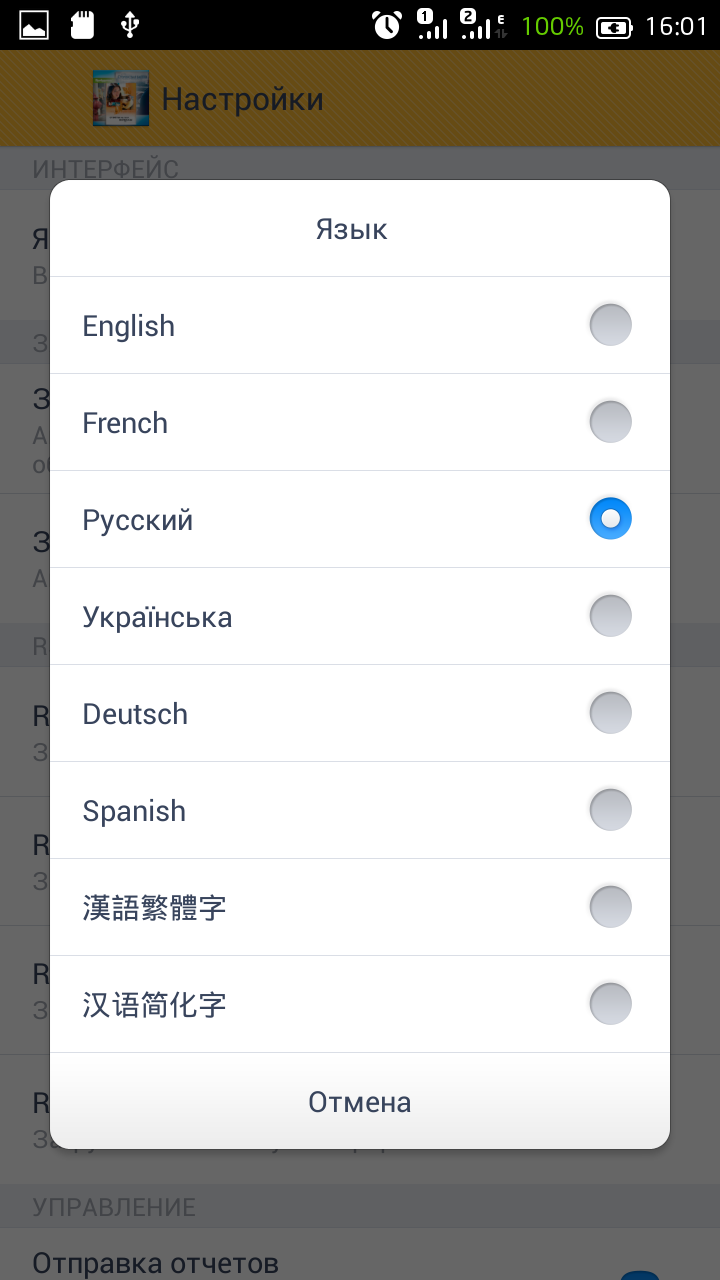 1 2 E 100% 16:01
Настройки
ИНТЕРФЕЙС
Язык
English
French
Русский
Українська
Deutsch
Spanish
漢語繁體字
汉语简化字
Отмена
УПРАВЛЕНИЕ
Отправка отчетов